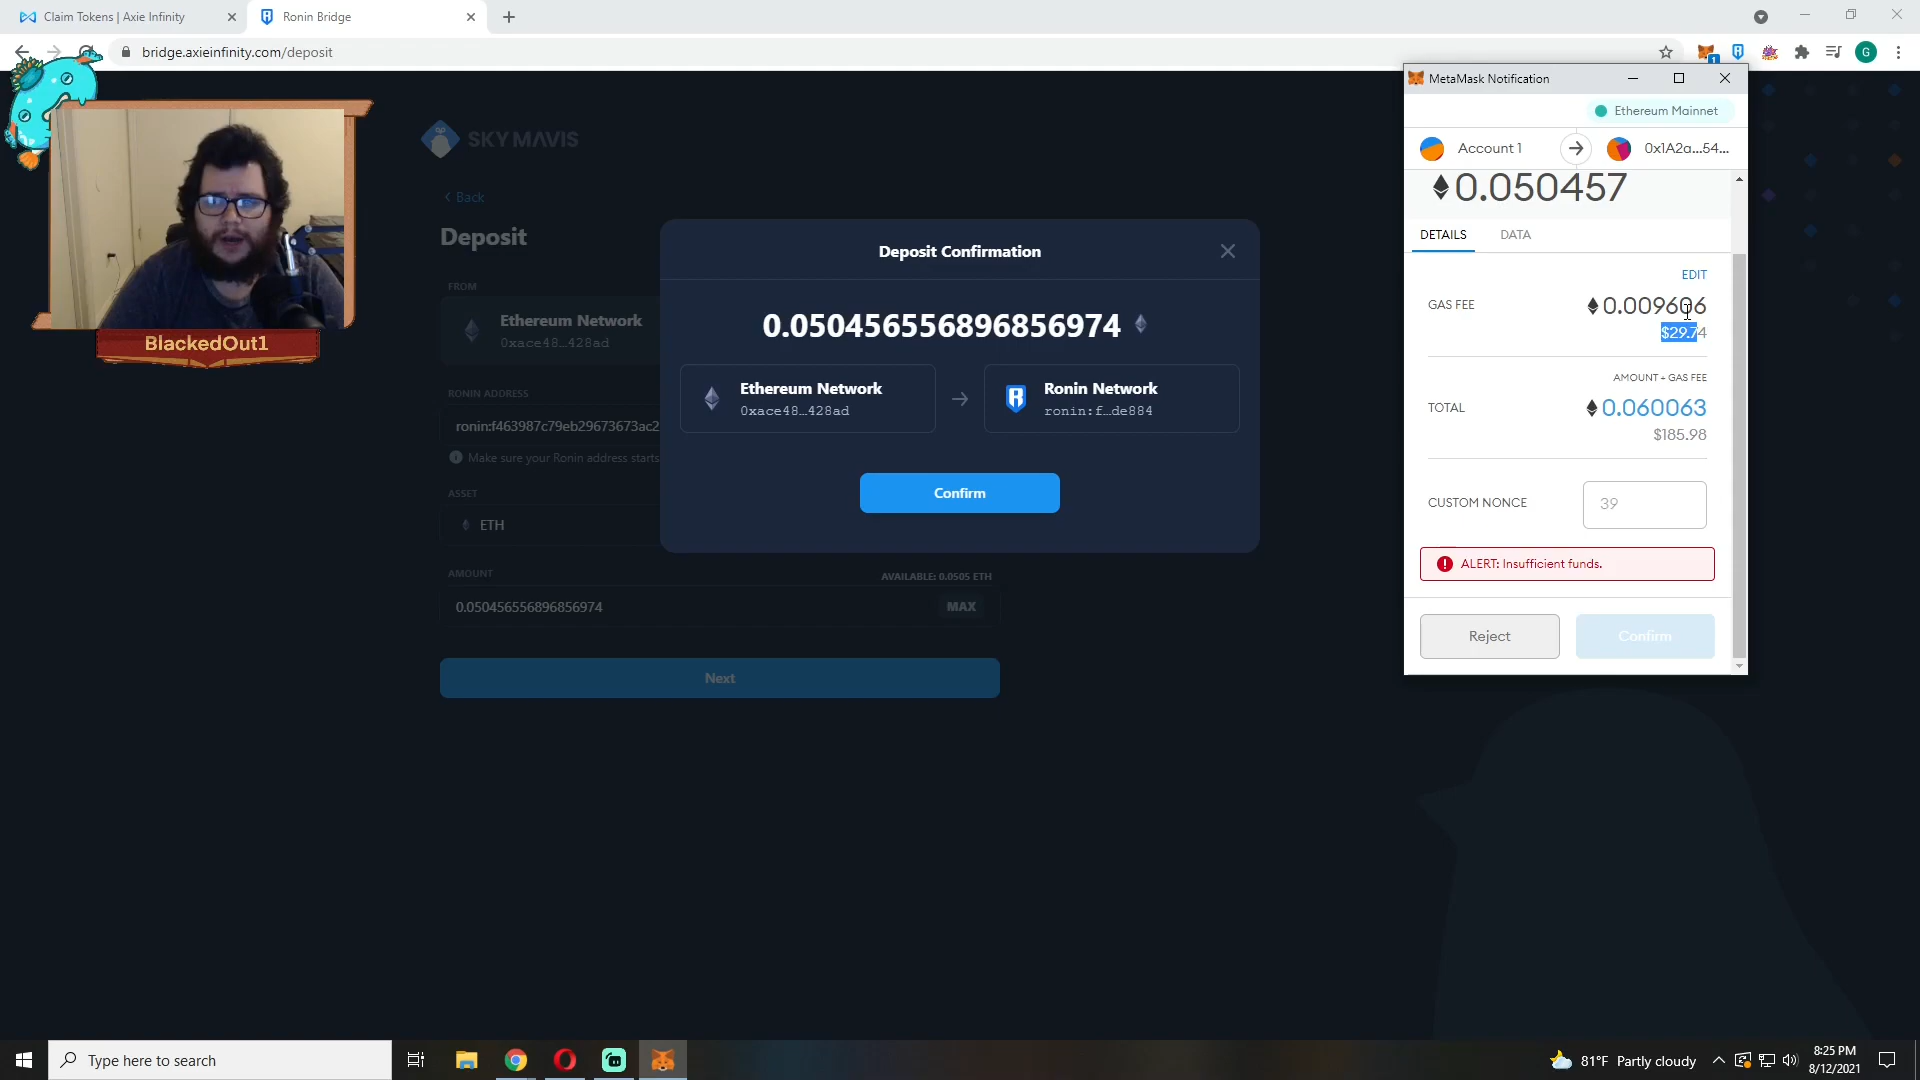 Claim Tokens | Axie Infinity
Ronin Bridge
bridge.axieinfinity.com/deposit
G
1
BlackedOut1
SKY MAVIS
Back
Deposit
FROM
Ethereum Network
0xace48...428ad
RONIN ADDRESS
ronin:f463987c79eb29673673ac2
Make sure your Ronin address starts
ASSET
ETH
AMOUNT
AVAILABLE: 0.0505 ETH
0.050456556896856974
MAX
Next
Deposit Confirmation
0.050456556896856974
Ethereum Network
0xace48...428ad
Ronin Network
ronin:f...de884
Confirm
MetaMask Notification
Ethereum Mainnet
Account 1
0x1A2a...54...
0.050457
DETAILS
DATA
EDIT
GAS FEE
0.009606
$29.74
AMOUNT + GAS FEE
TOTAL
0.060063
$185.98
CUSTOM NONCE
39
ALERT: Insufficient funds.
Reject
Confirm
Type here to search
81°F Partly cloudy
8:25 PM
8/12/2021